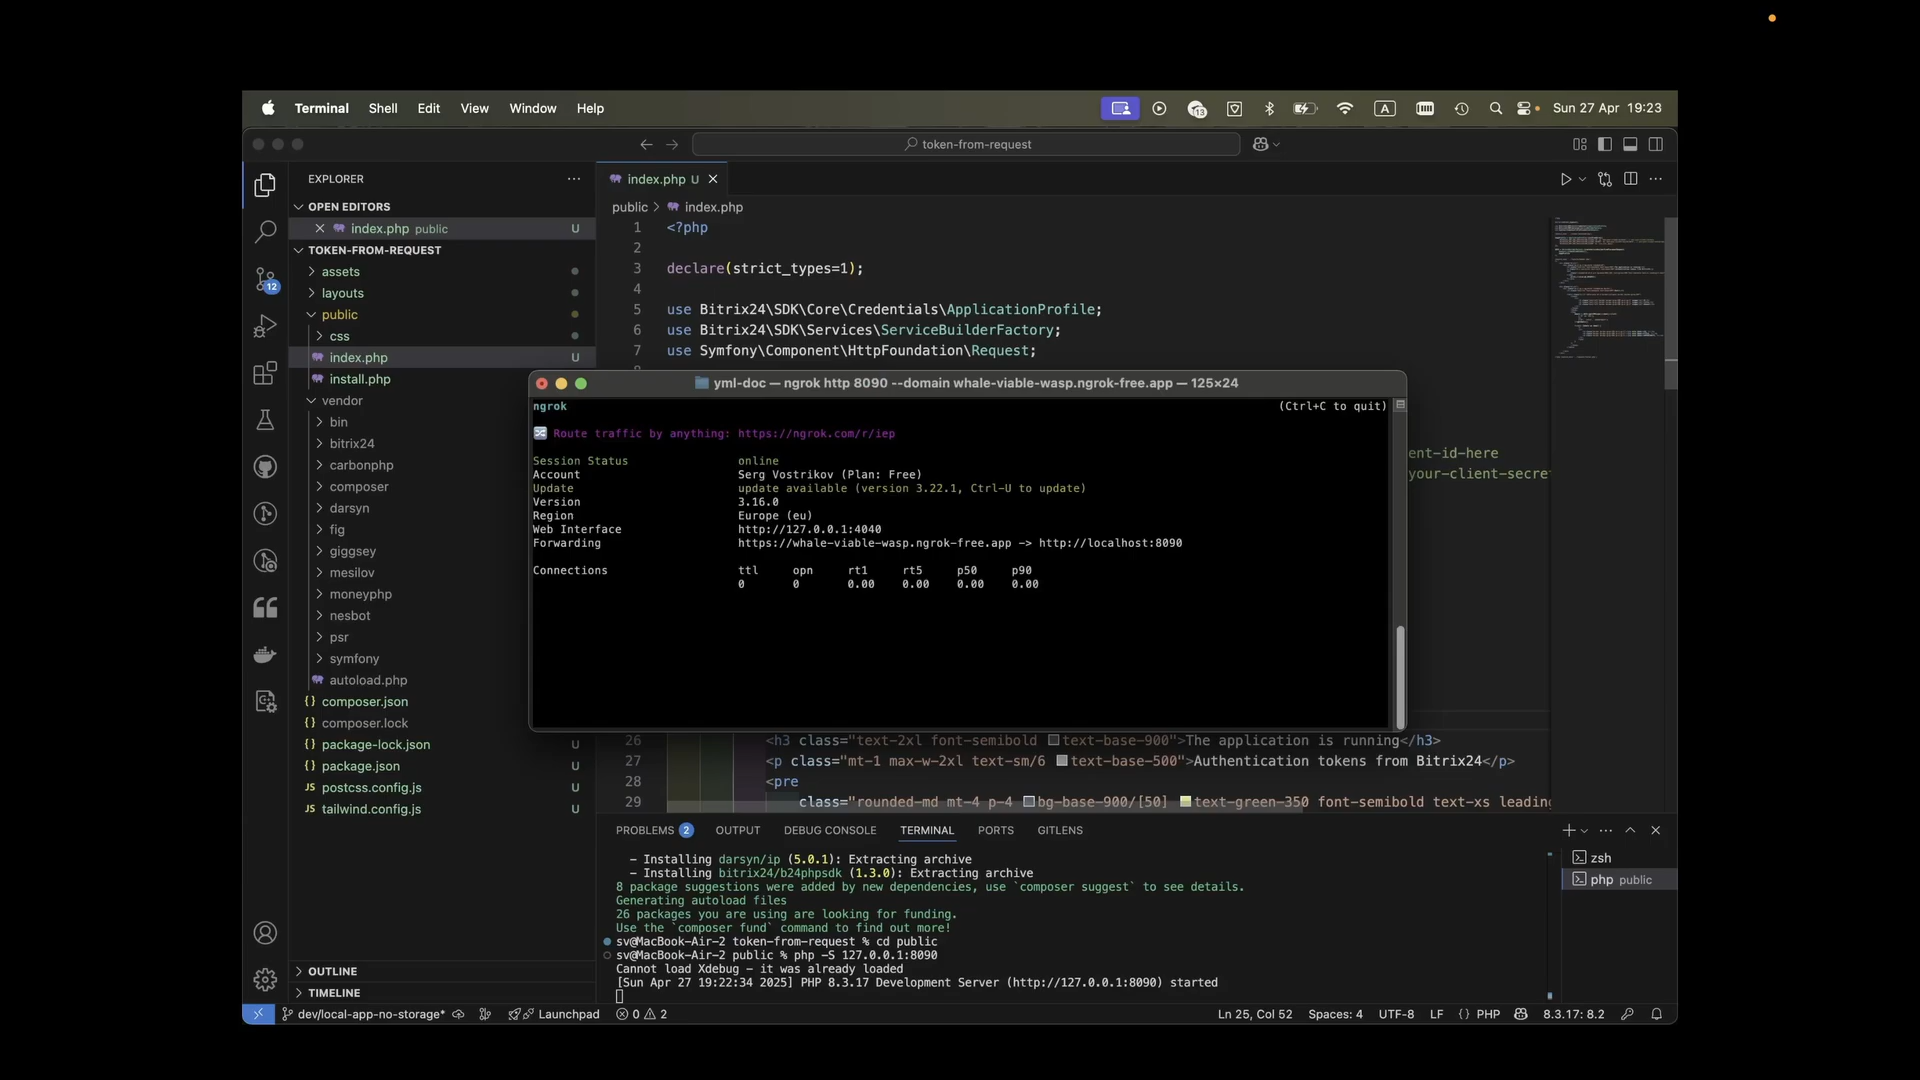 Terminal Shell Edit View Window Help
13
A
Sun 27 Apr 19:23
token-from-request
EXPLORER
OPEN EDITORS
index.php public U
TOKEN-FROM-REQUEST
assets
layouts
public
css
index.php U
install.php
vendor
bin
bitrix24
carbonphp
composer
darsyn
fig
giggsey
mesilov
moneyphp
nesbot
psr
symfony
autoload.php
{} composer.json
{} composer.lock
{} package-lock.json U
{} package.json U
JS postcss.config.js U
JS tailwind.config.js U
OUTLINE
TIMELINE
12
index.php U
public > index.php
1 <?php
2
3 declare(strict_types=1);
4
5 use Bitrix24\SDK\Core\Credentials\ApplicationProfile;
6 use Bitrix24\SDK\Services\ServiceBuilderFactory;
7 use Symfony\Component\HttpFoundation\Request;
ent-id-here
your-client-secre
yml-doc — ngrok http 8090 --domain whale-viable-wasp.ngrok-free.app — 125×24
ngrok (Ctrl+C to quit)
Route traffic by anything: https://ngrok.com/r/iep
Session Status online
Account Serg Vostrikov (Plan: Free)
Update update available (version 3.22.1, Ctrl-U to update)
Version 3.16.0
Region Europe (eu)
Web Interface http://127.0.0.1:4040
Forwarding https://whale-viable-wasp.ngrok-free.app -> http://localhost:8090
Connections ttl opn rt1 rt5 p50 p90
0 0 0.00 0.00 0.00 0.00
26 <h3 class="text-2xl font-semibold text-base-900">The application is running</h3>
27 <p class="mt-1 max-w-2xl text-sm/6 text-base-500">Authentication tokens from Bitrix24</p>
28 <pre
29 class="rounded-md mt-4 p-4 bg-base-900/[50] text-green-350 font-semibold text-xs leading
PROBLEMS 2 OUTPUT DEBUG CONSOLE TERMINAL PORTS GITLENS
- Installing darsyn/ip (5.0.1): Extracting archive
- Installing bitrix24/b24phpsdk (1.3.0): Extracting archive
8 package suggestions were added by new dependencies, use `composer suggest` to see details.
Generating autoload files
26 packages you are using are looking for funding.
Use the `composer fund` command to find out more!
sv@MacBook-Air-2 token-from-request % cd public
sv@MacBook-Air-2 public % php -S 127.0.0.1:8090
Cannot load Xdebug - it was already loaded
[Sun Apr 27 19:22:34 2025] PHP 8.3.17 Development Server (http://127.0.0.1:8090) started
zsh
php public
dev/local-app-no-storage* Launchpad 0 2
Ln 25, Col 52 Spaces: 4 UTF-8 LF {} PHP 8.3.17: 8.2